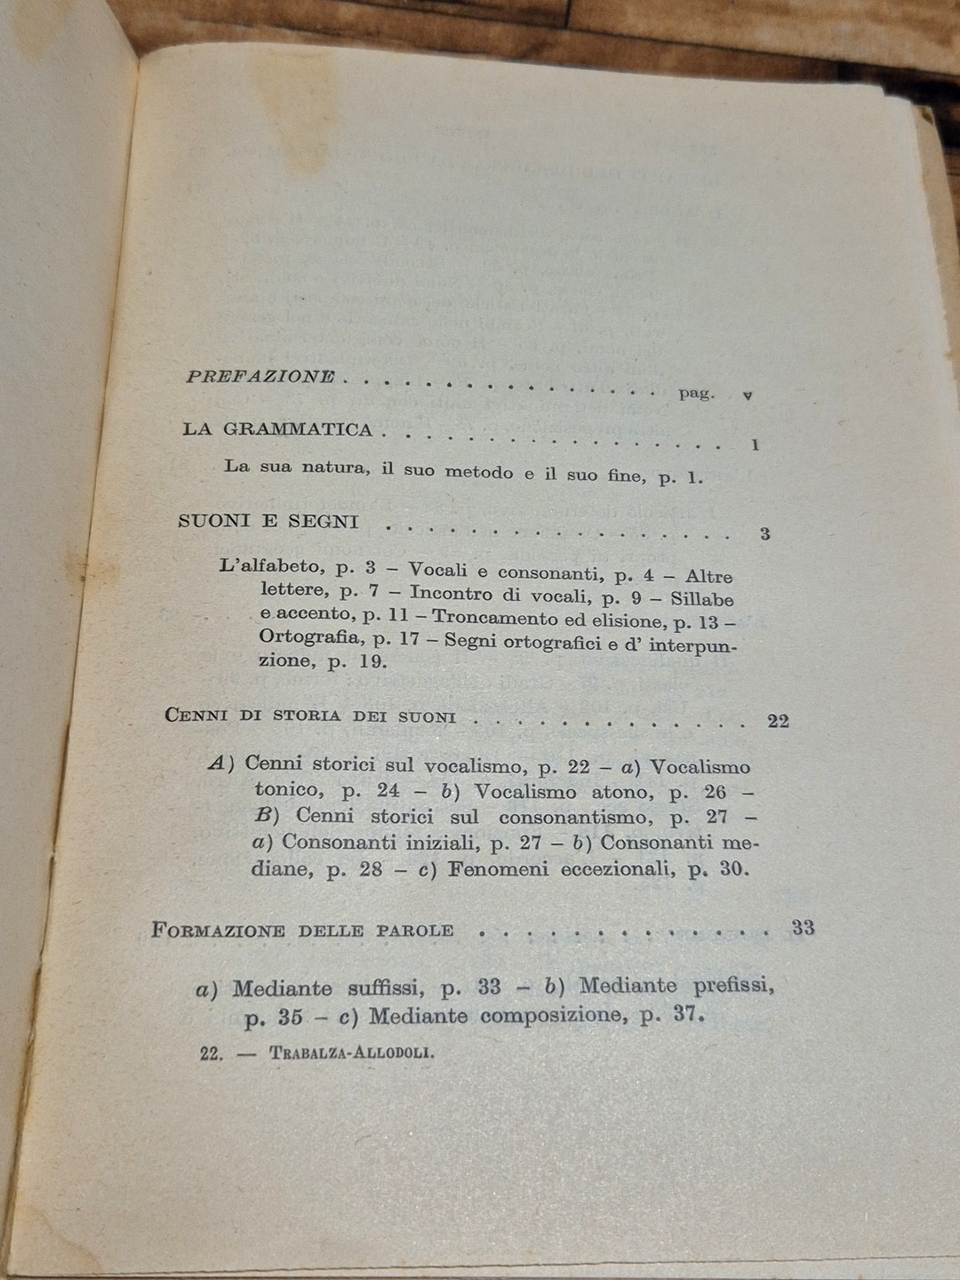 PREFAZIONE . . . . . . . . . . . . . . . . pag. v
LA GRAMMATICA . . . . . . . . . . . . . . . . 1
La sua natura, il suo metodo e il suo fine, p. 1.
SUONI E SEGNI . . . . . . . . . . . . . . . . . 3
L'alfabeto, p. 3 – Vocali e consonanti, p. 4 – Altre
lettere, p. 7 – Incontro di vocali, p. 9 – Sillabe
e accento, p. 11 – Troncamento ed elisione, p. 13 –
Ortografia, p. 17 – Segni ortografici e d' interpun-
zione, p. 19.
CENNI DI STORIA DEI SUONI . . . . . . . . . . . . 22
A) Cenni storici sul vocalismo, p. 22 – a) Vocalismo
tonico, p. 24 – b) Vocalismo atono, p. 26 –
B) Cenni storici sul consonantismo, p. 27 –
a) Consonanti iniziali, p. 27 – b) Consonanti me-
diane, p. 28 – c) Fenomeni eccezionali, p. 30.
FORMAZIONE DELLE PAROLE . . . . . . . . . . . . . 33
a) Mediante suffissi, p. 33 – b) Mediante prefissi,
p. 35 – c) Mediante composizione, p. 37.
22. — TRABALZA-ALLODOLI.